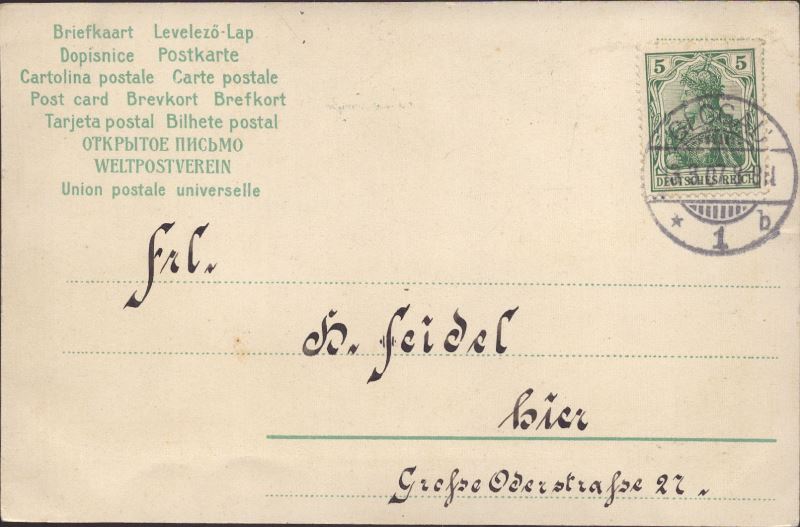 Briefkaart Levelező-Lap
Dopisnice Postkarte
Cartolina postale Carte postale
Post card Brevkort Brefkort
Tarjeta postal Bilhete postal
ОТКРЫТОЕ ПИСЬМО
WELTPOSTVEREIN
Union postale universelle
5 5
DEUTSCHES REICH
GLOGAU
* 1 b
Frl.
H. Seidel
hier
Große Oderstraße 27.